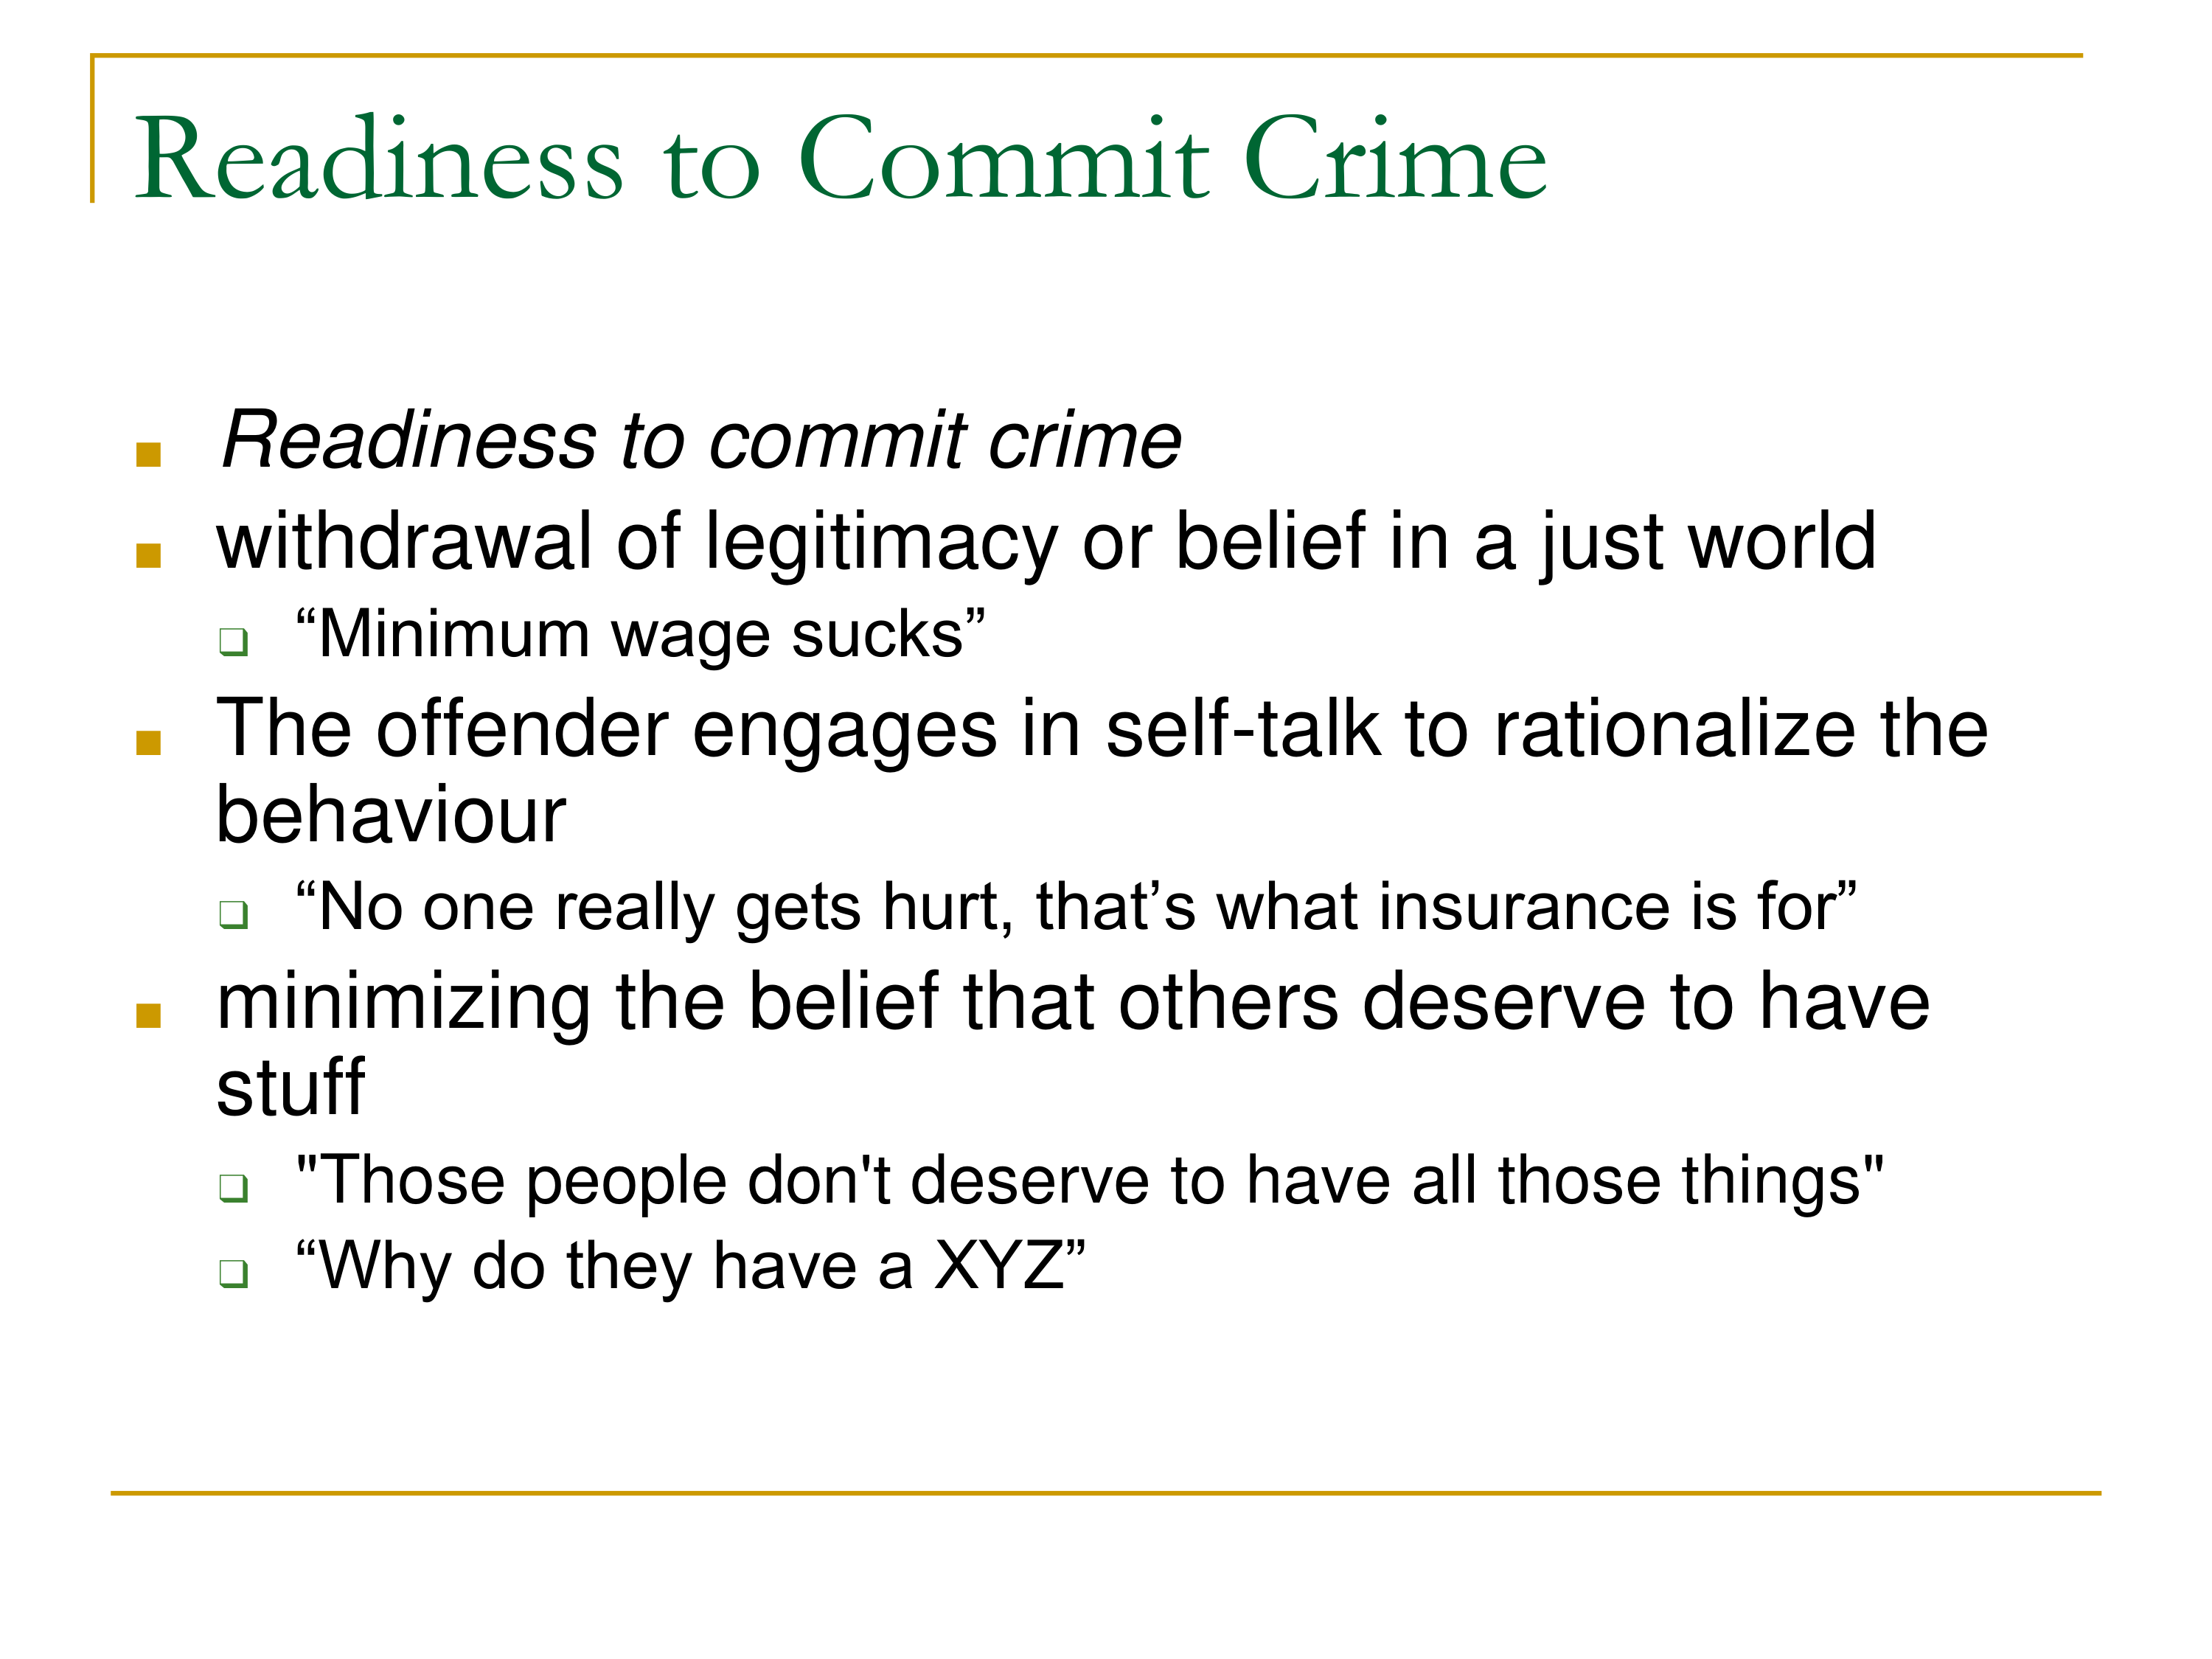 Readiness to Commit Crime
Readiness to commit crime
withdrawal of legitimacy or belief in a just world
“Minimum wage sucks”
The offender engages in self-talk to rationalize the
behaviour
“No one really gets hurt, that’s what insurance is for”
minimizing the belief that others deserve to have
stuff
"Those people don't deserve to have all those things"
“Why do they have a XYZ”